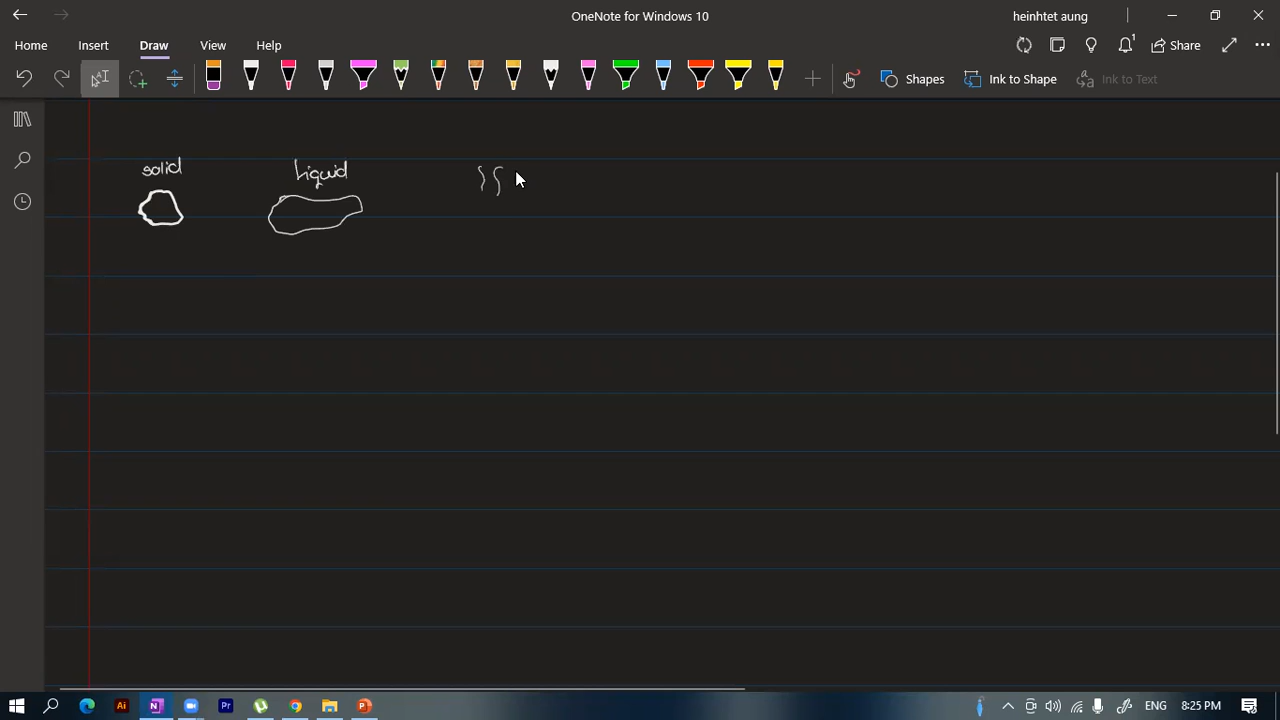 OneNote for Windows 10
heinhtet aung
Home Insert Draw View Help
Share
Shapes Ink to Shape Ink to Text
solid liquid
ENG 8:25 PM